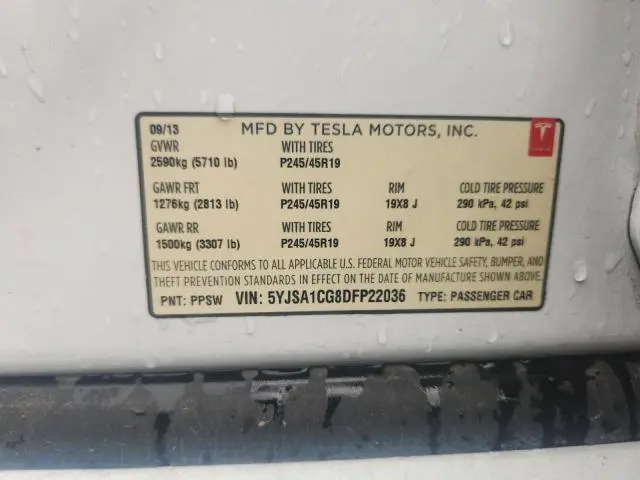 09/13 MFD BY TESLA MOTORS, INC.
GVWR WITH TIRES
2590kg (5710 lb) P245/45R19
GAWR FRT WITH TIRES RIM COLD TIRE PRESSURE
1276kg (2813 lb) P245/45R19 19X8 J 290 kPa, 42 psi
GAWR RR WITH TIRES RIM COLD TIRE PRESSURE
1500kg (3307 lb) P245/45R19 19X8 J 290 kPa, 42 psi
THIS VEHICLE CONFORMS TO ALL APPLICABLE U.S. FEDERAL MOTOR VEHICLE SAFETY, BUMPER, AND
THEFT PREVENTION STANDARDS IN EFFECT ON THE DATE OF MANUFACTURE SHOWN ABOVE.
PNT: PPSW VIN: 5YJSA1CG8DFP22036 TYPE: PASSENGER CAR